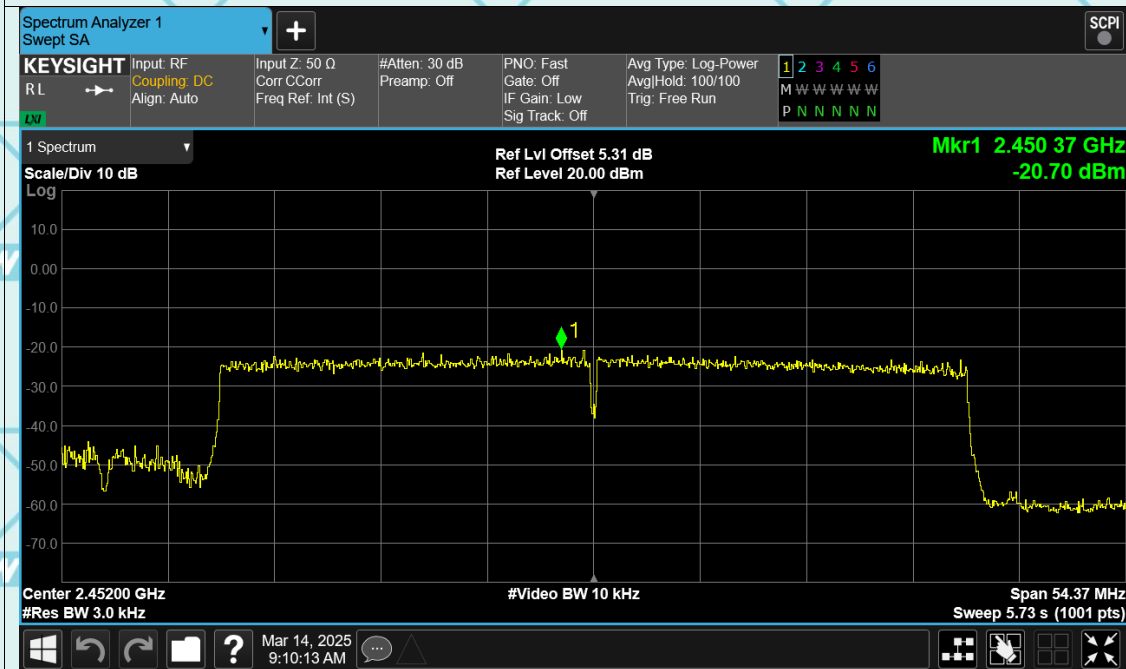 Spectrum Analyzer 1
Swept SA
+
SCPI
KEYSIGHT
RL
LXI
Input: RF
Coupling: DC
Align: Auto
Input Z: 50 Ω
Corr CCorr
Freq Ref: Int (S)
#Atten: 30 dB
Preamp: Off
PNO: Fast
Gate: Off
IF Gain: Low
Sig Track: Off
Avg Type: Log-Power
Avg|Hold: 100/100
Trig: Free Run
1 2 3 4 5 6
M W W W W W
P N N N N N
1 Spectrum
Scale/Div 10 dB
Log
Ref Lvl Offset 5.31 dB
Ref Level 20.00 dBm
Mkr1 2.450 37 GHz
-20.70 dBm
10.0
0.00
-10.0
-20.0
-30.0
-40.0
-50.0
-60.0
-70.0
1
Center 2.45200 GHz
#Res BW 3.0 kHz
#Video BW 10 kHz
Span 54.37 MHz
Sweep 5.73 s (1001 pts)
?
Mar 14, 2025
9:10:13 AM